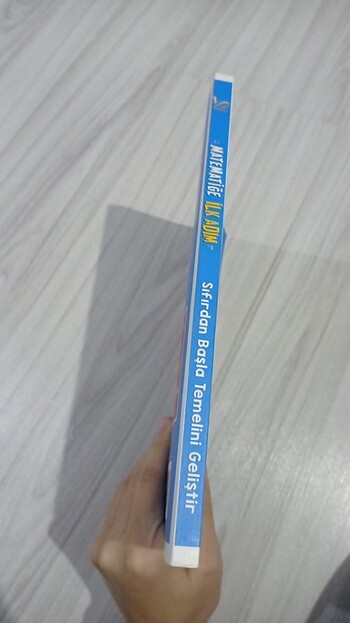 MATEMATİĞE İLK ADIM
Sıfırdan Başla Temelini Geliştir